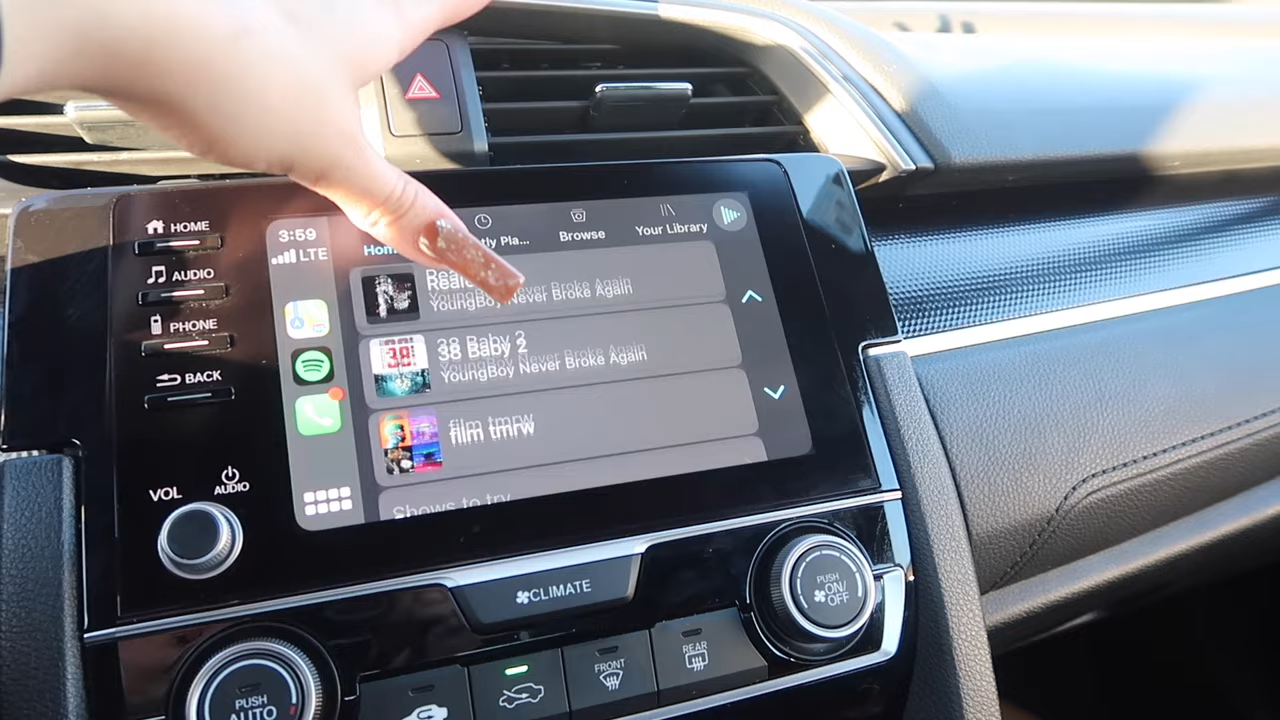 HOME
AUDIO
PHONE
BACK
VOL
AUDIO
3:59
LTE
Home
Browse
Your Library
YoungBoy Never Broke Again
38 Baby 2
YoungBoy Never Broke Again
film tmrw
Shows to try
CLIMATE
PUSH
ON/
OFF
FRONT
REAR
PUSH
AUTO